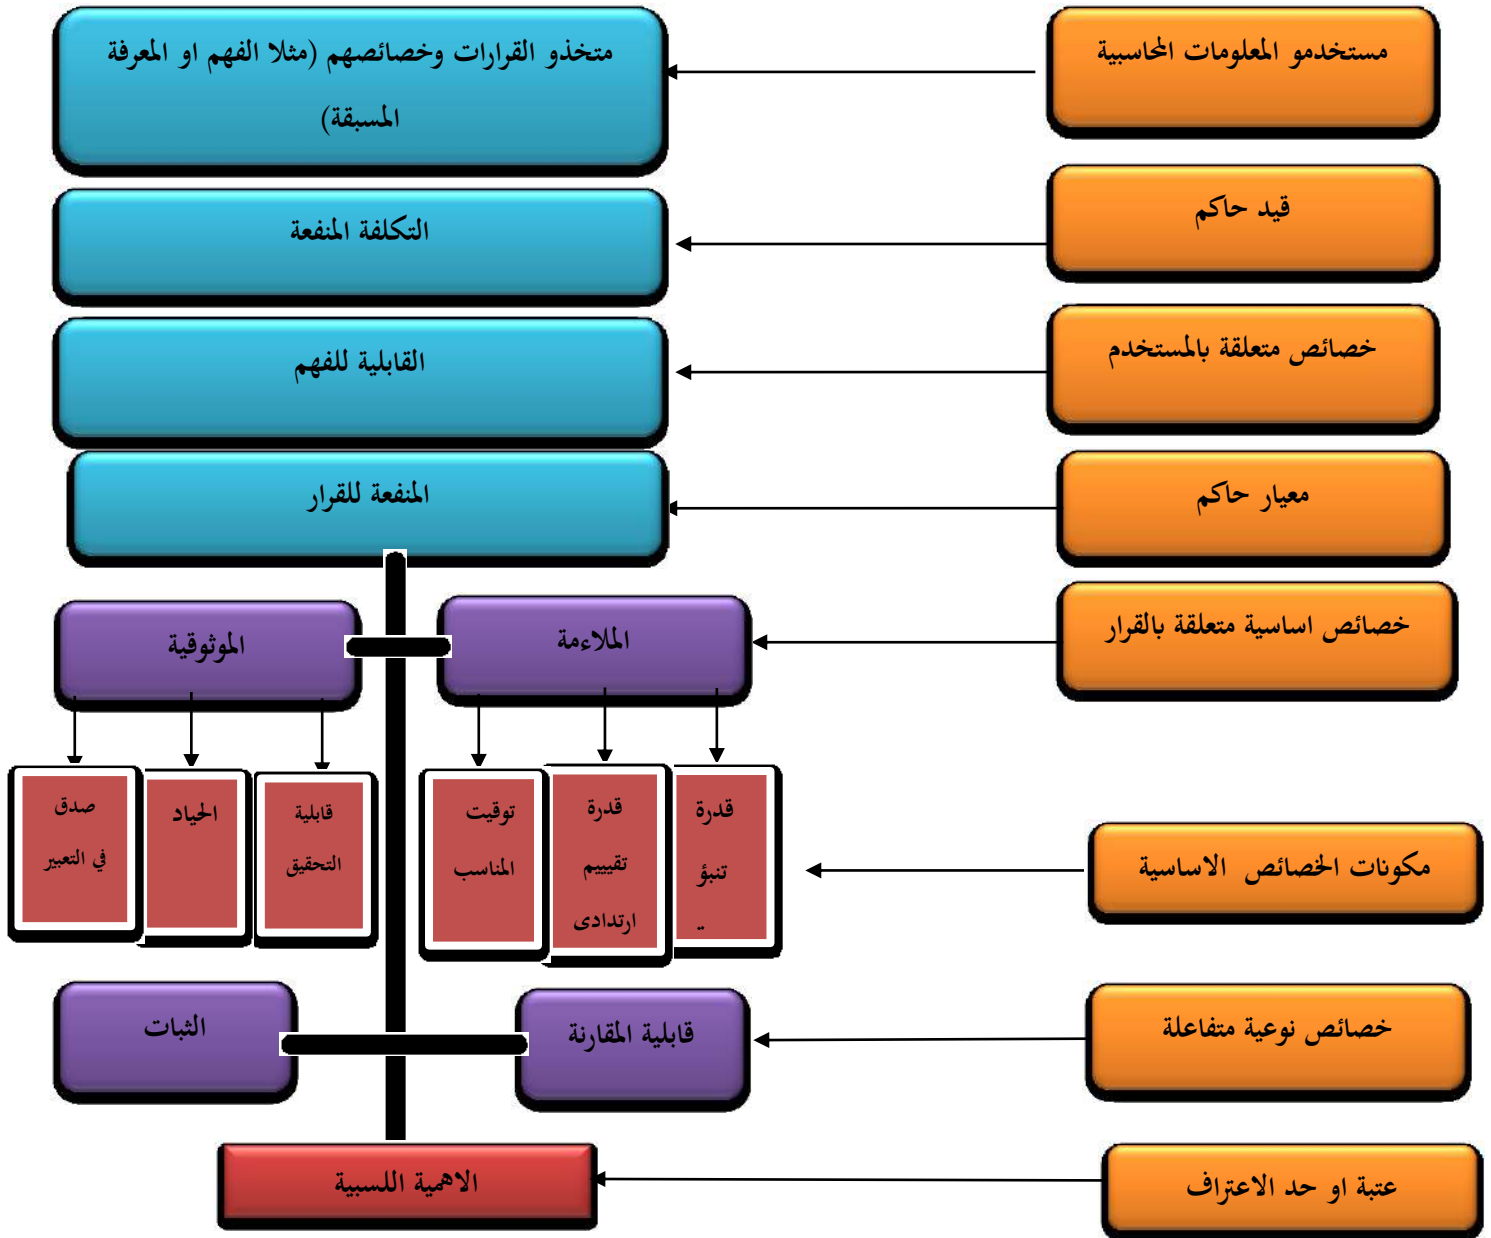 مستخدمو المعلومات المحاسبية
متخذو القرارات وخصائصهم (مثلا الفهم او المعرفة
المسبقة)
قيد حاكم
التكلفة المنفعة
خصائص متعلقة بالمستخدم
القابلية للفهم
معيار حاكم
المنفعة للقرار
خصائص اساسية متعلقة بالقرار
الملاءمة
الموثوقية
مكونات الخصائص الاساسية
قدرة
تنبؤ
قدرة
تقييم
ارتدادى
توقيت
المناسب
قابلية
التحقيق
الحياد
صدق
في التعبير
خصائص نوعية متفاعلة
قابلية المقارنة
الثبات
عتبة او حد الاعتراف
الاهمية اللسبية